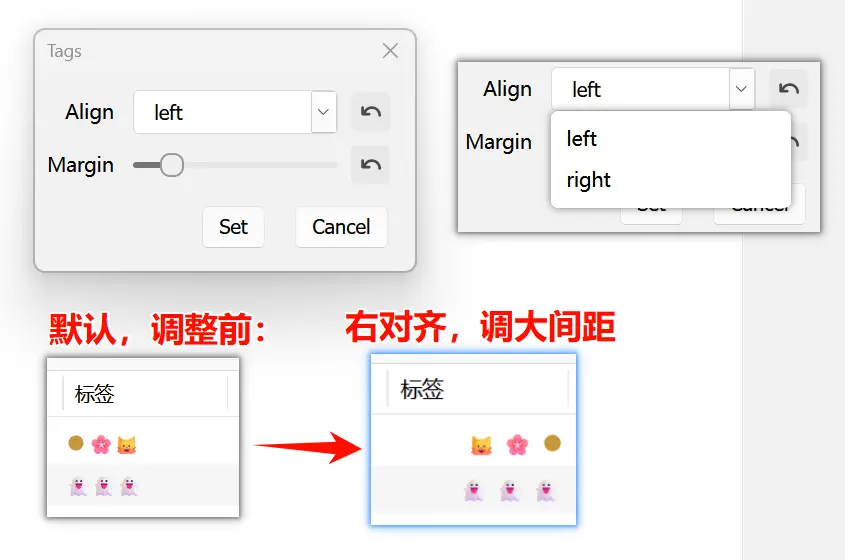 Tags
Align left
Margin
Set Cancel
Align left
left
Margin
right
Set Cancel
默认，调整前：
右对齐，调大间距
标签
标签